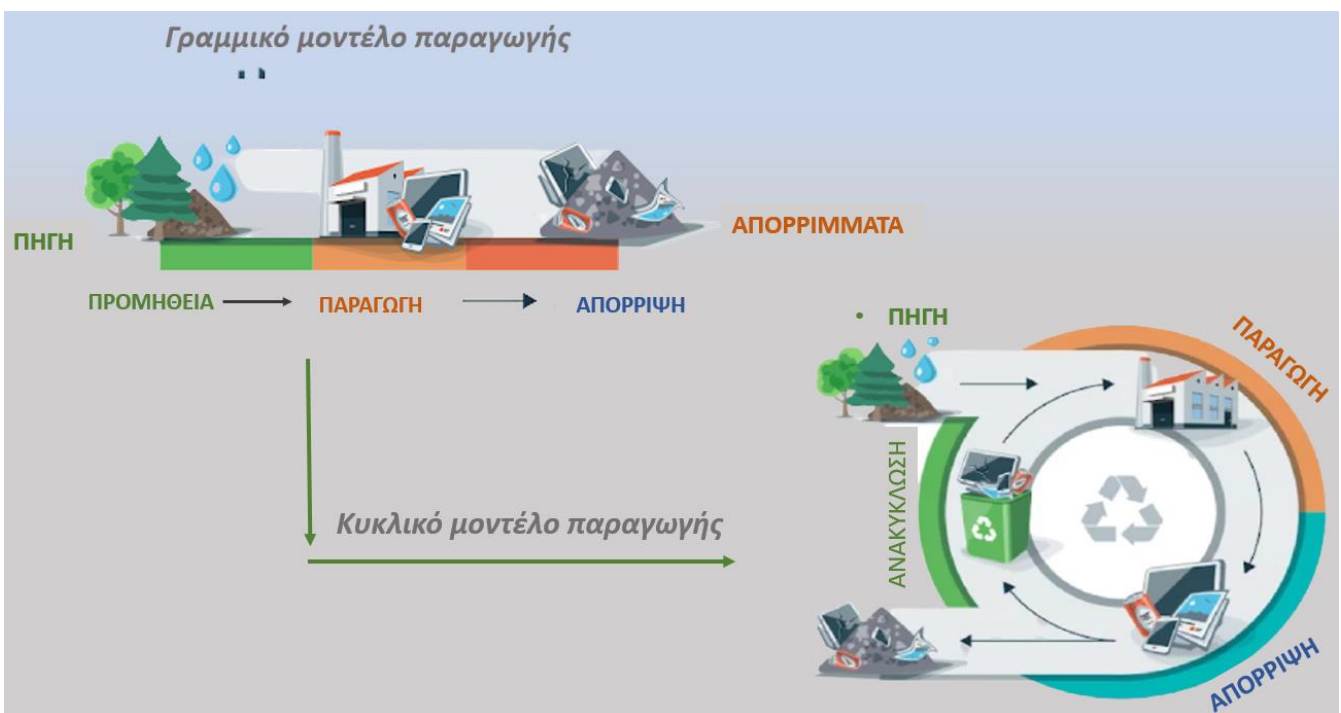 Γραμμικό μοντέλο παραγωγής
ΠΗΓΗ
ΑΠΟΡΡΙΜΜΑΤΑ
ΠΡΟΜΗΘΕΙΑ
ΠΑΡΑΓΩΓΗ
ΑΠΟΡΡΙΨΗ
• ΠΗΓΗ
ΠΑΡΑΓΩΓΗ
ΑΝΑΚΥΚΛΩΣΗ
Κυκλικό μοντέλο παραγωγής
ΑΠΟΡΡΙΨΗ